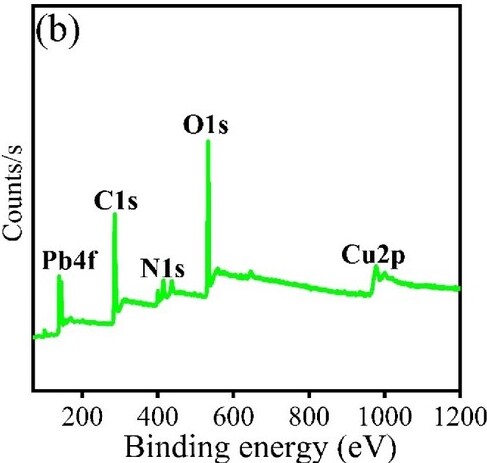 (b)
O1s
C1s
Pb4f
N1s
Cu2p
Counts/s
200 400 600 800 1000 1200
Binding energy (eV)